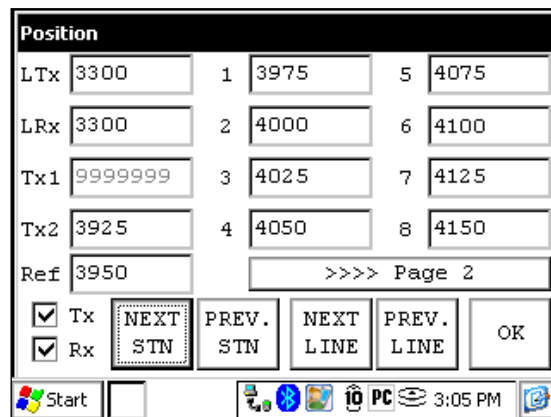 Position
LTx 3300 1 3975 5 4075
LRx 3300 2 4000 6 4100
Tx1 9999999 3 4025 7 4125
Tx2 3925 4 4050 8 4150
Ref 3950 >>>> Page 2
Tx NEXT PREV. NEXT PREV. OK
Rx STN STN LINE LINE
Start PC 3:05 PM